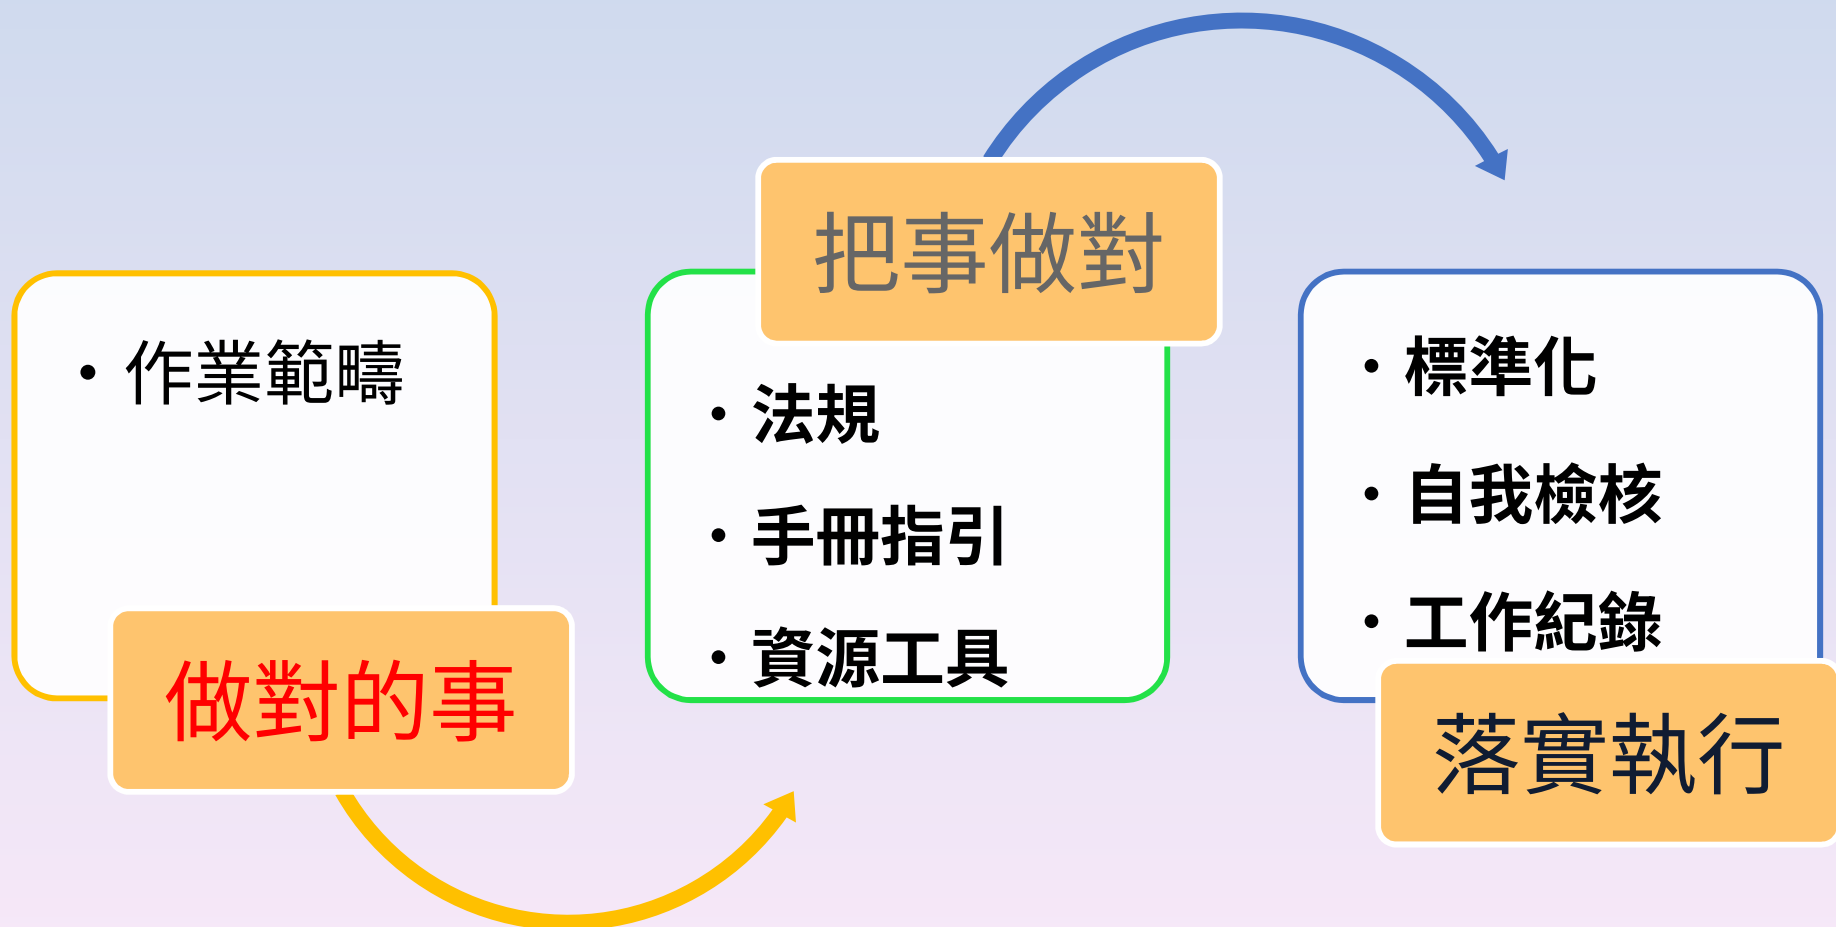 • 作業範疇
做對的事
把事做對
• 法規
• 手冊指引
• 資源工具
• 標準化
• 自我檢核
• 工作紀錄
落實執行